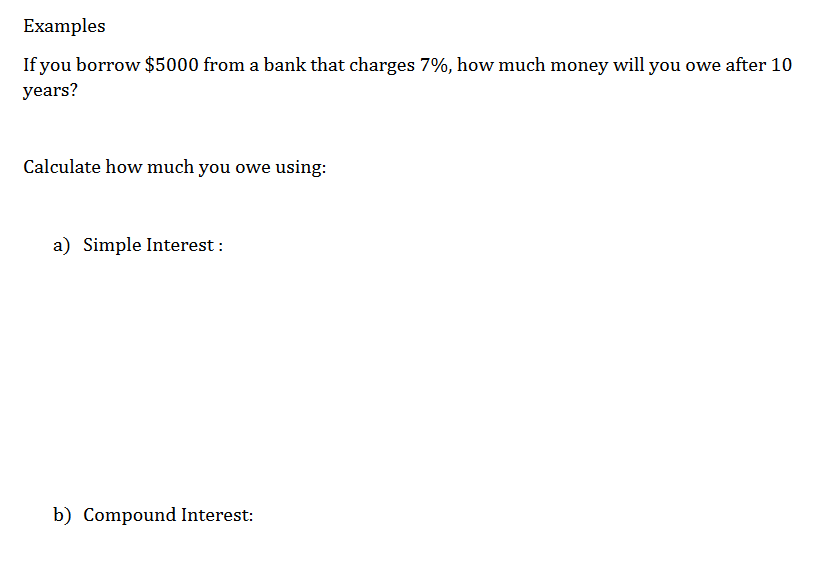 Examples
If you borrow $5000 from a bank that charges 7%, how much money will you owe after 10
years?
Calculate how much you owe using:
a) Simple Interest :
b) Compound Interest: